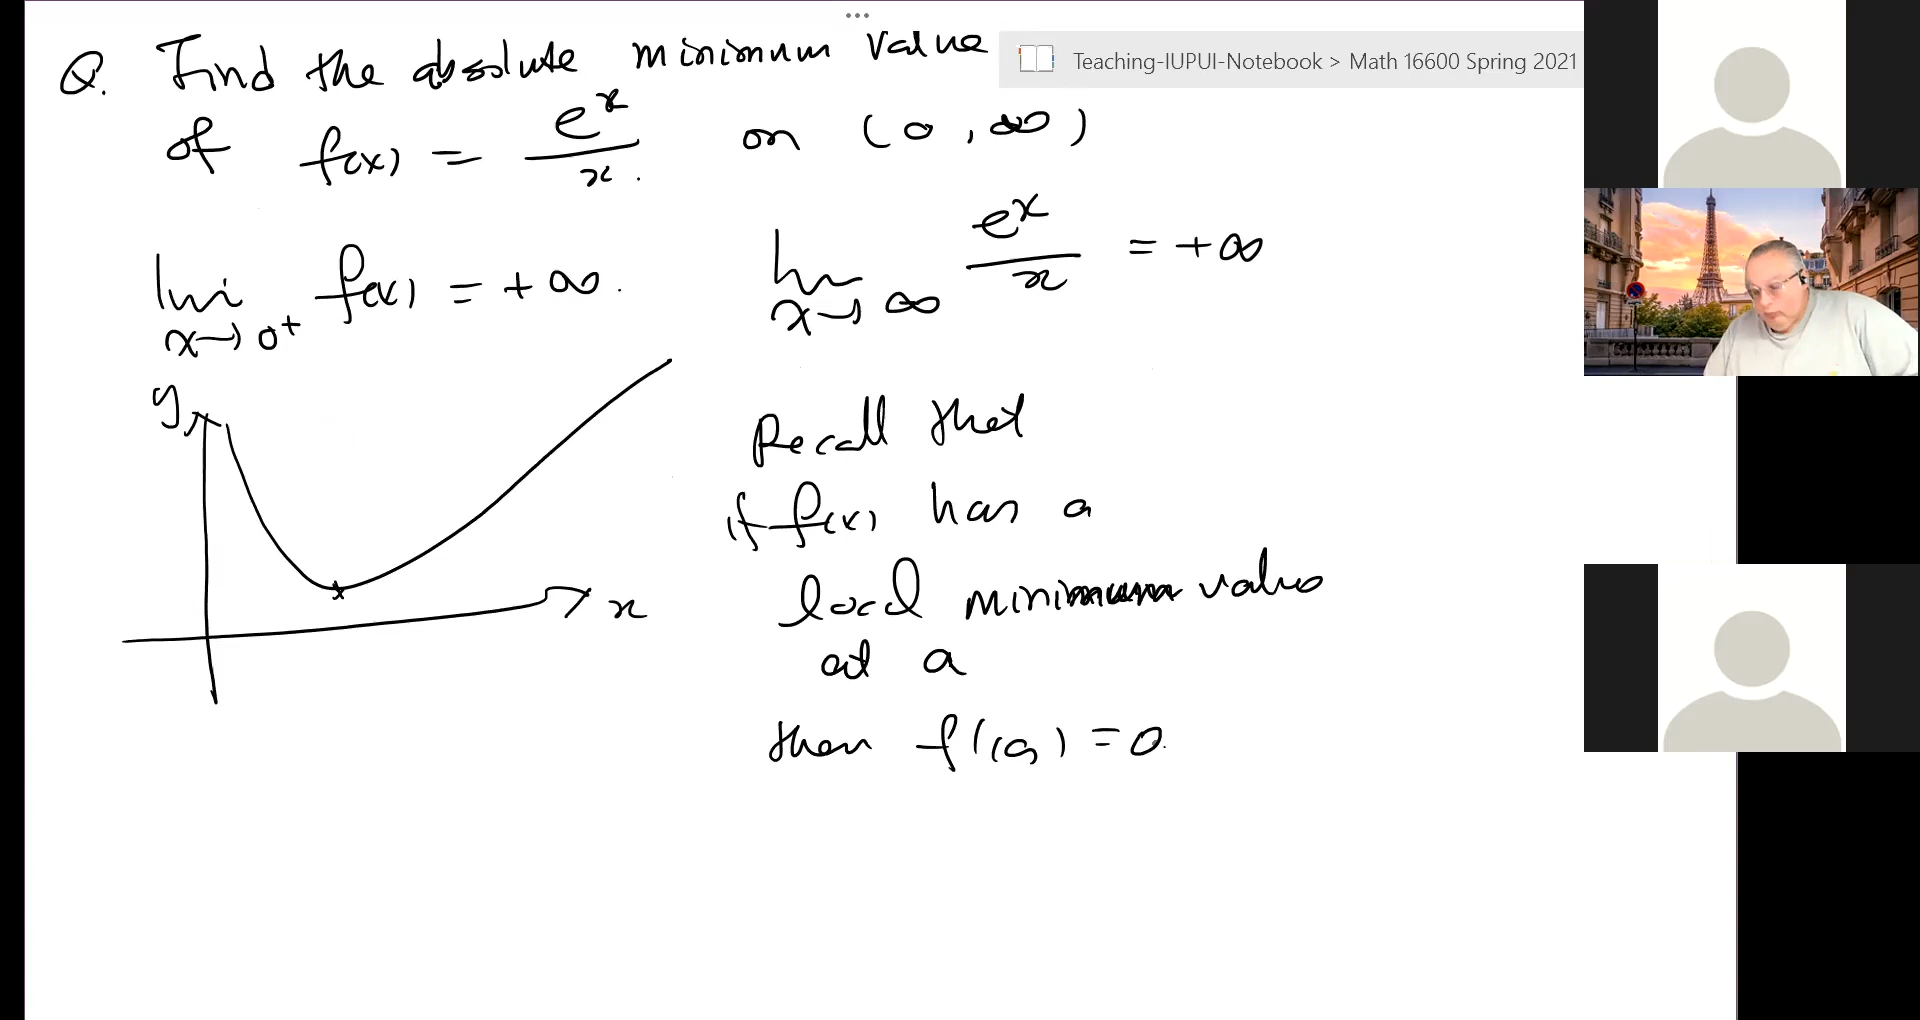 Q. Find the absolute minimum value
Teaching-IUPUI-Notebook > Math 16600 Spring 2021
of f(x) = e^x / x . on (0, ∞)
lim x→0+ f(x) = +∞.
lim x→∞ e^x / x = +∞
y
x
Recall that
if f(x) has a
local minimum value
at a
then f'(a) = 0.